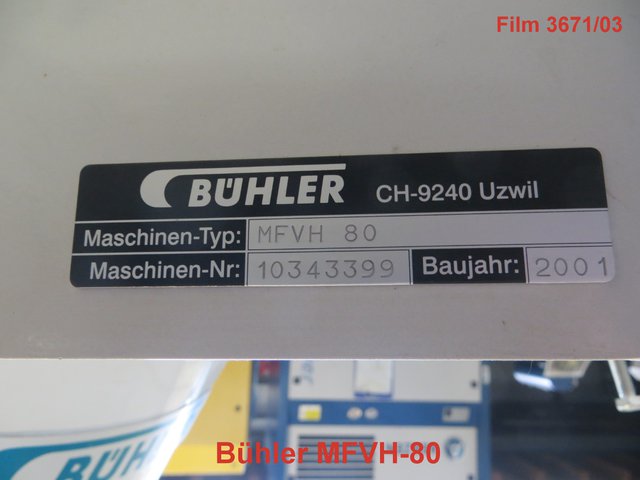 Film 3671/03
BÜHLER CH-9240 Uzwil
Maschinen-Typ: MFVH 80
Maschinen-Nr: 10343399 Baujahr: 2001
BÜH
Bühler MFVH-80